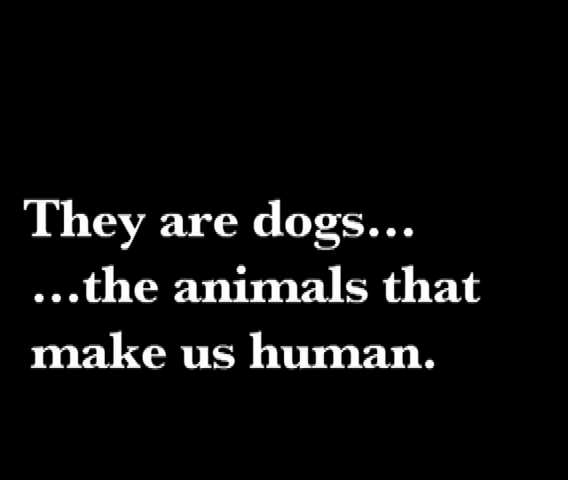 They are dogs...
...the animals that
make us human.